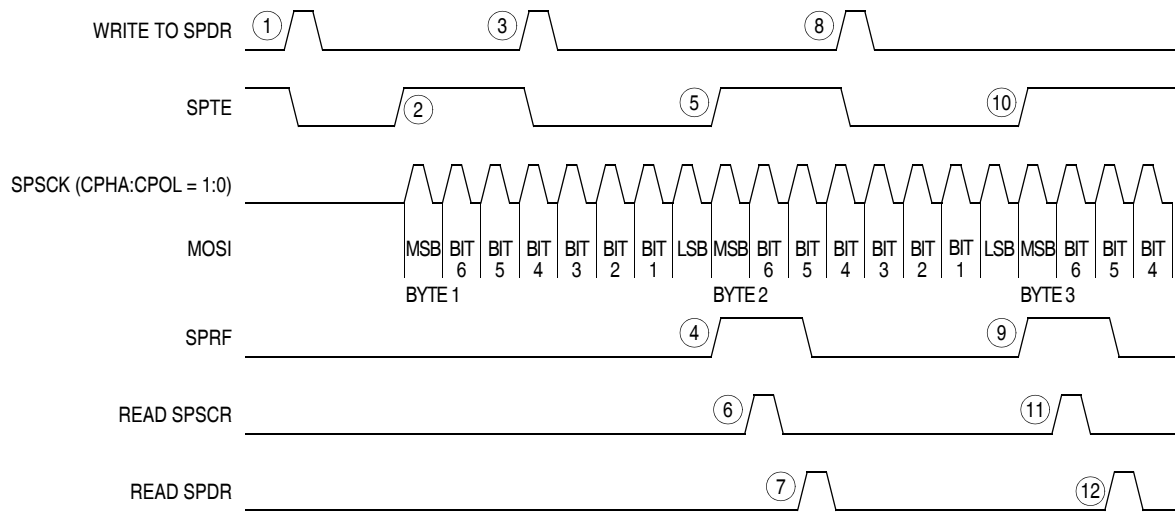 WRITE TO SPDR 1 3 8
SPTE 2 5 10
SPSCK (CPHA:CPOL = 1:0)
MOSI MSB BIT 6 BIT 5 BIT 4 BIT 3 BIT 2 BIT 1 LSB MSB BIT 6 BIT 5 BIT 4 BIT 3 BIT 2 BIT 1 LSB MSB BIT 6 BIT 5 BIT 4
BYTE 1 BYTE 2 BYTE 3
SPRF 4 9
READ SPSCR 6 11
READ SPDR 7 12